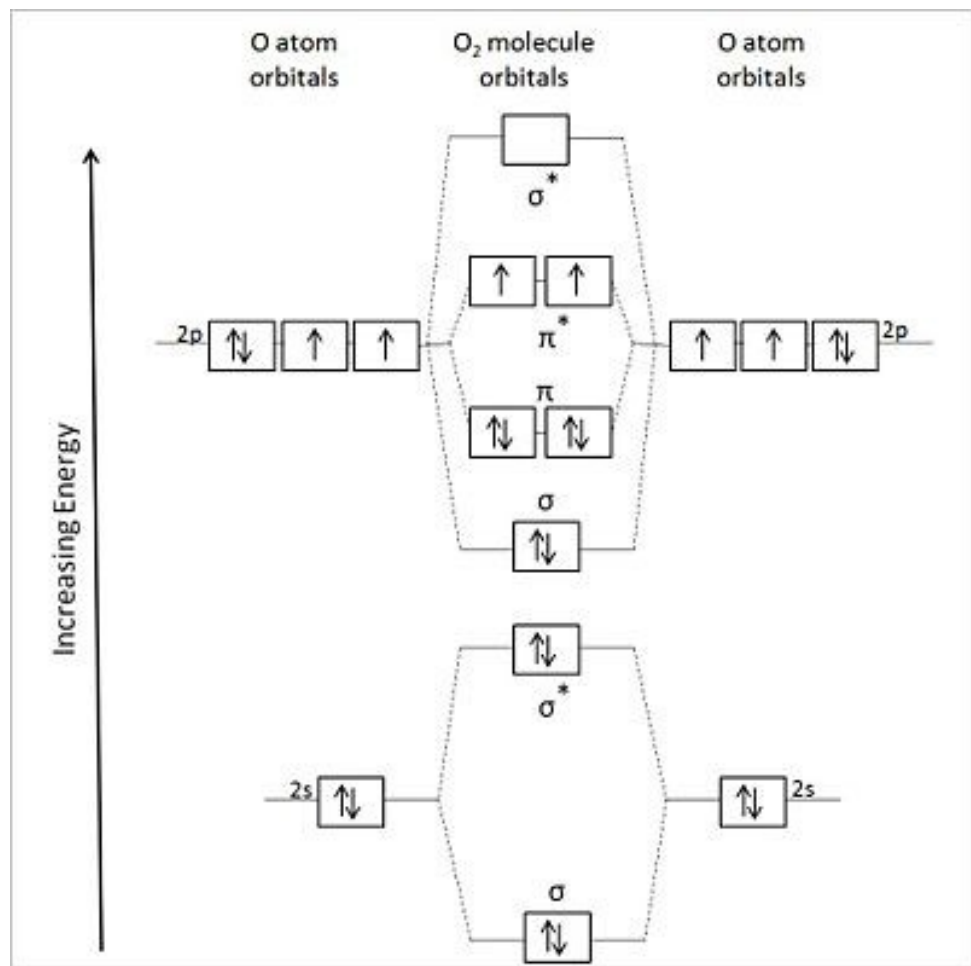 O atom
orbitals
O₂ molecule
orbitals
O atom
orbitals
σ*
↑ ↑
π*
2p ↑↓ ↑ ↑
↑ ↑ ↑↓ 2p
π
↑↓ ↑↓
σ
↑↓
↑↓
σ*
2s ↑↓
↑↓ 2s
σ
↑↓
Increasing Energy